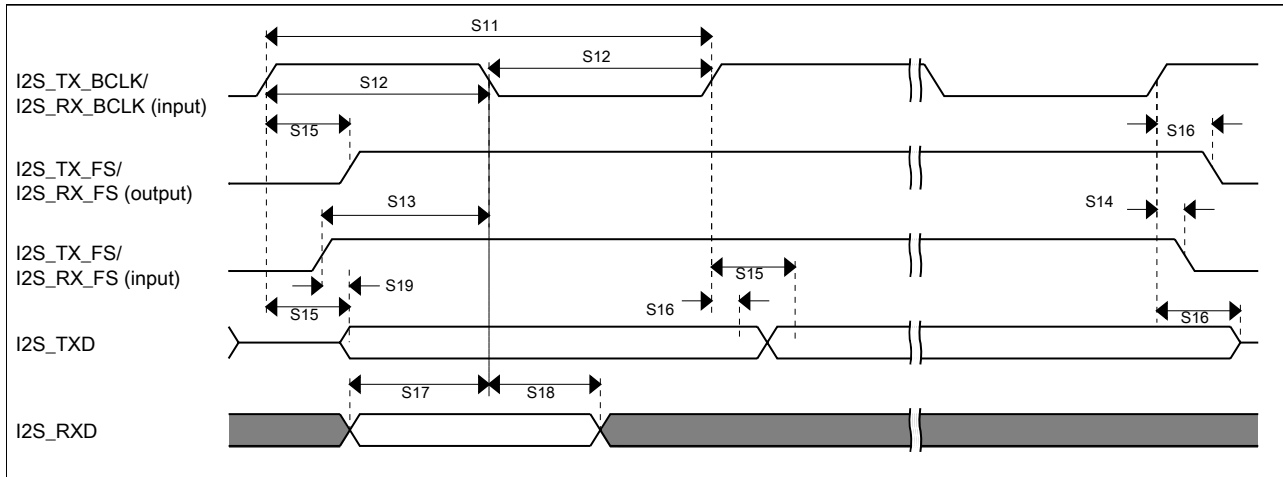 S11
I2S_TX_BCLK/
I2S_RX_BCLK (input)
S12
S12
S15
S16
I2S_TX_FS/
I2S_RX_FS (output)
S13
S14
I2S_TX_FS/
I2S_RX_FS (input)
S15
S19
S16
S15
S16
I2S_TXD
S17
S18
I2S_RXD